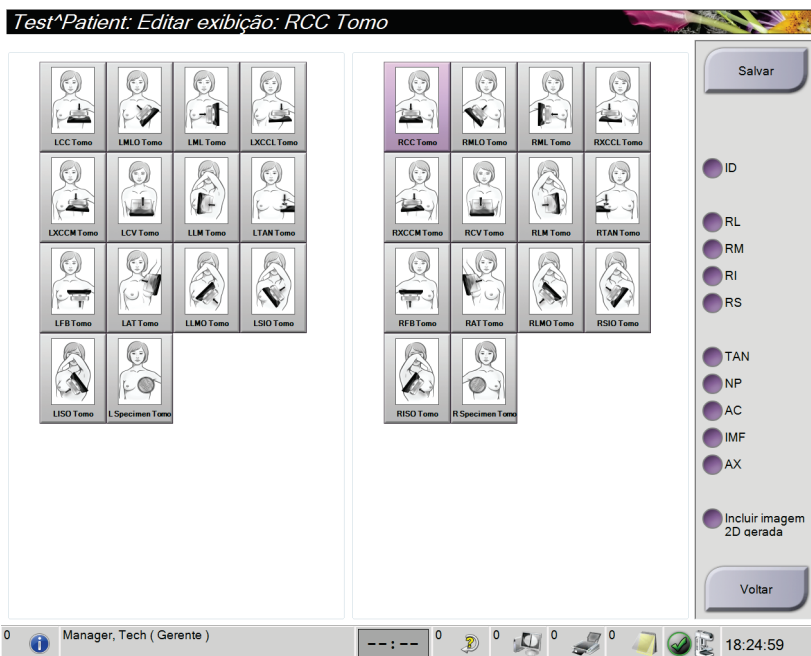 Test^Patient: Editar exibição: RCC Tomo
LCC Tomo
LMLO Tomo
LML Tomo
LXCCL Tomo
LXCCM Tomo
LCV Tomo
LLM Tomo
LTAN Tomo
LFB Tomo
LAT Tomo
LLMO Tomo
LSIO Tomo
LISO Tomo
L Specimen Tomo
RCC Tomo
RMLO Tomo
RML Tomo
RXCCL Tomo
RXCCM Tomo
RCV Tomo
RLM Tomo
RTAN Tomo
RFB Tomo
RAT Tomo
RLMO Tomo
RSIO Tomo
RISO Tomo
R Specimen Tomo
Salvar
ID
RL
RM
RI
RS
TAN
NP
AC
IMF
AX
Incluir imagem
2D gerada
Voltar
0
Manager, Tech ( Gerente )
--:--
0
0
0
0
18:24:59